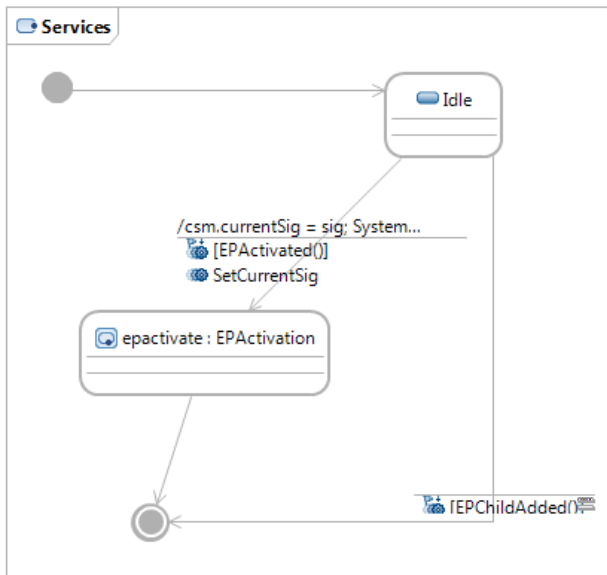 Services
Idle
/csm.currentSig = sig; System...
[EPActivated()]
SetCurrentSig
epactivate : EPActivation
[EPChildAdded()]